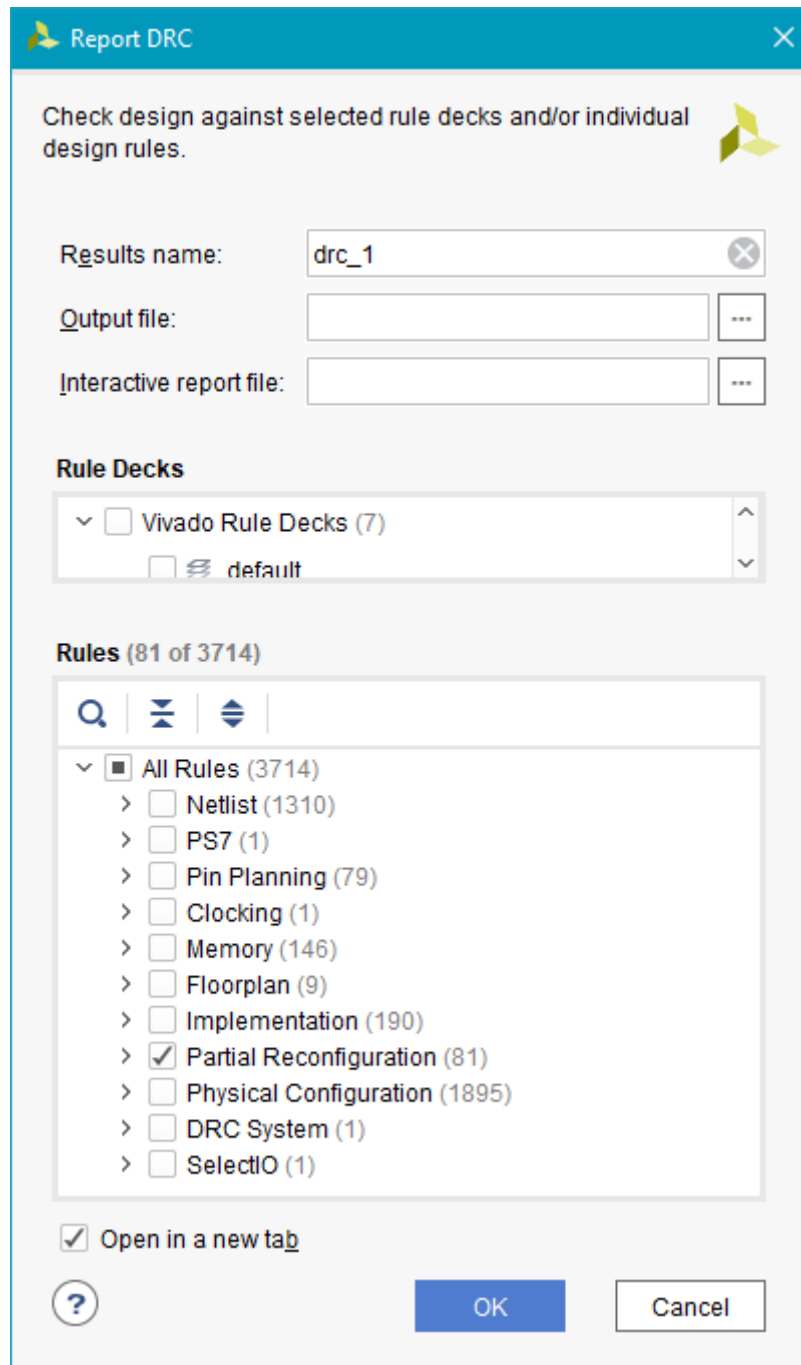 Report DRC
Check design against selected rule decks and/or individual
design rules.
Results name: drc_1
Output file: ...
Interactive report file: ...
Rule Decks
Vivado Rule Decks (7)
default
Rules (81 of 3714)
All Rules (3714)
Netlist (1310)
PS7 (1)
Pin Planning (79)
Clocking (1)
Memory (146)
Floorplan (9)
Implementation (190)
Partial Reconfiguration (81)
Physical Configuration (1895)
DRC System (1)
SelectIO (1)
Open in a new tab
? OK Cancel